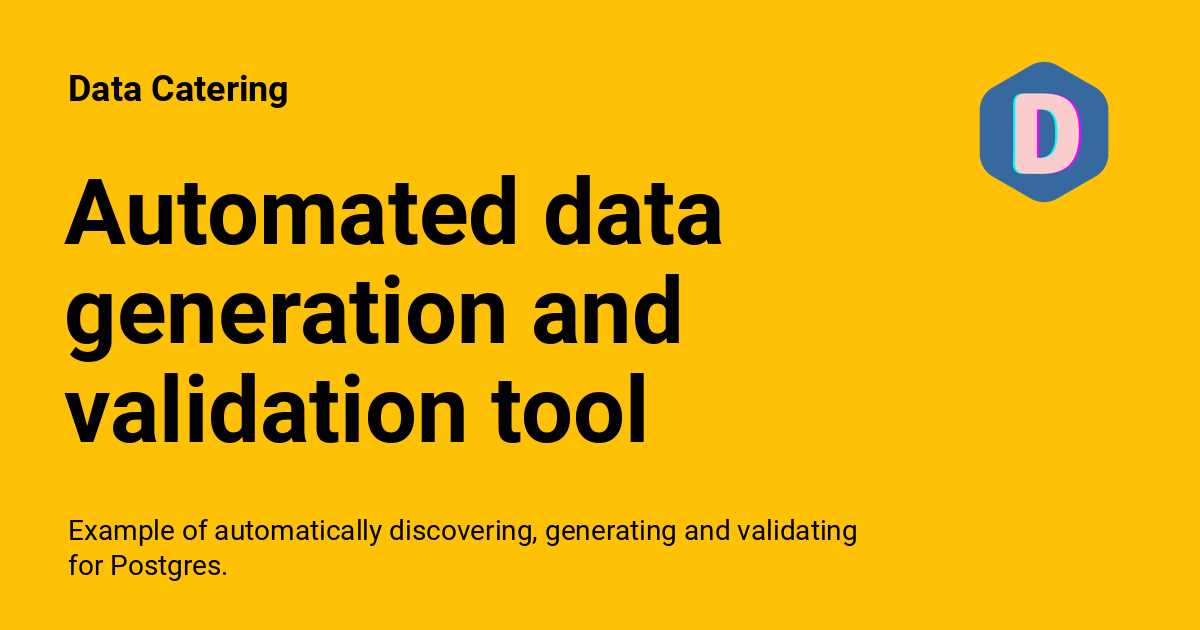 Data Catering
D
Automated data
generation and
validation tool
Example of automatically discovering, generating and validating
for Postgres.